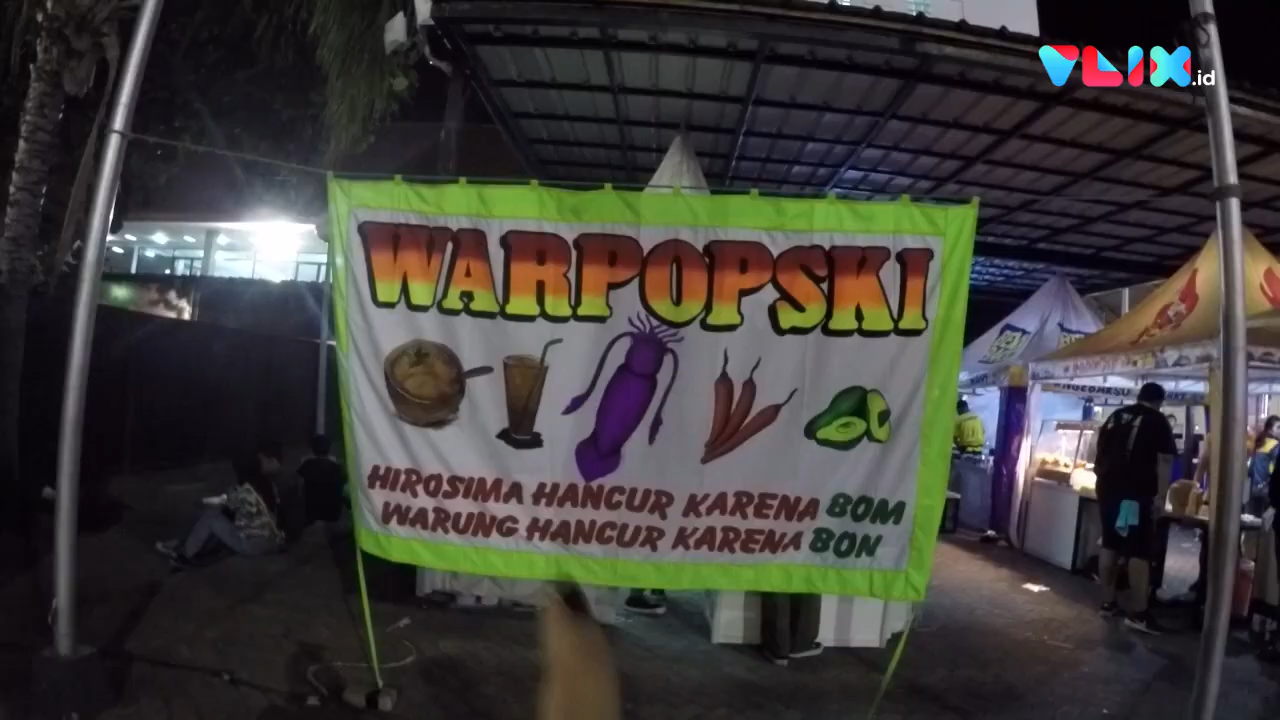 VLIX.id
WARPOPSKI
HIROSIMA HANCUR KARENA BOM
WARUNG HANCUR KARENA BON